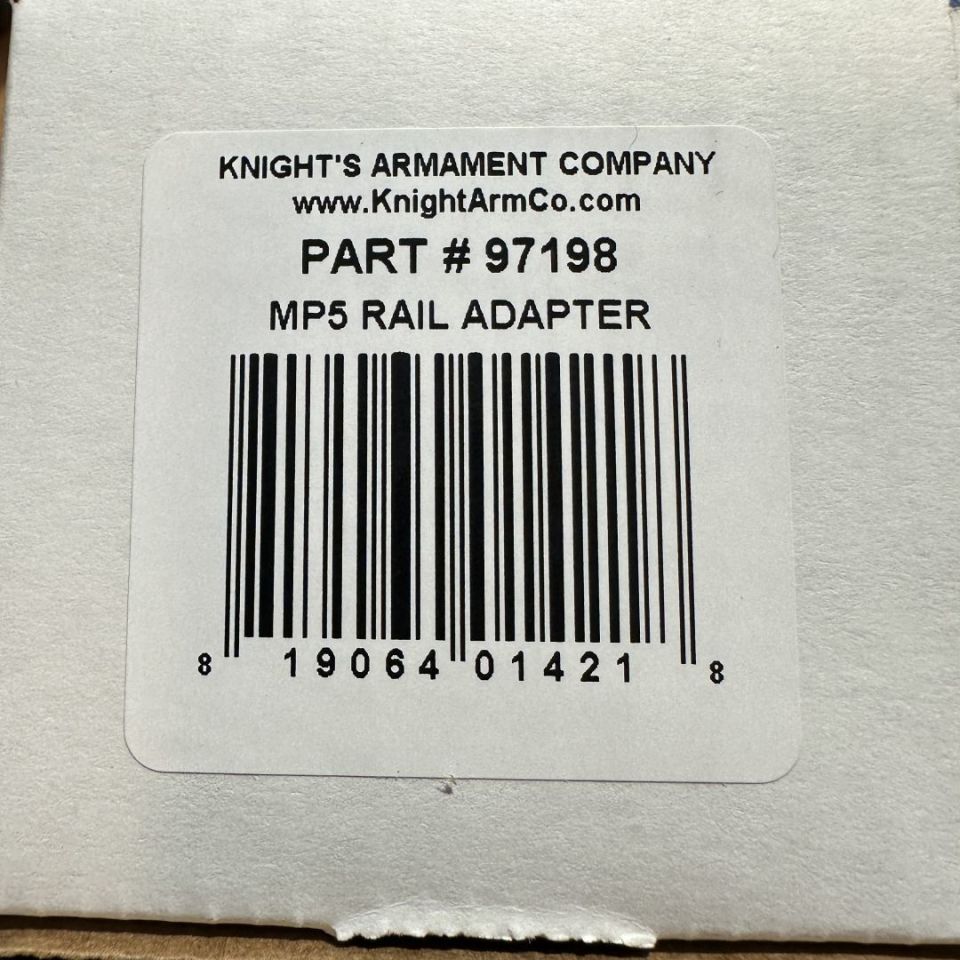 KNIGHT'S ARMAMENT COMPANY
www.KnightArmCo.com
PART # 97198
MP5 RAIL ADAPTER
8 19064 01421 8